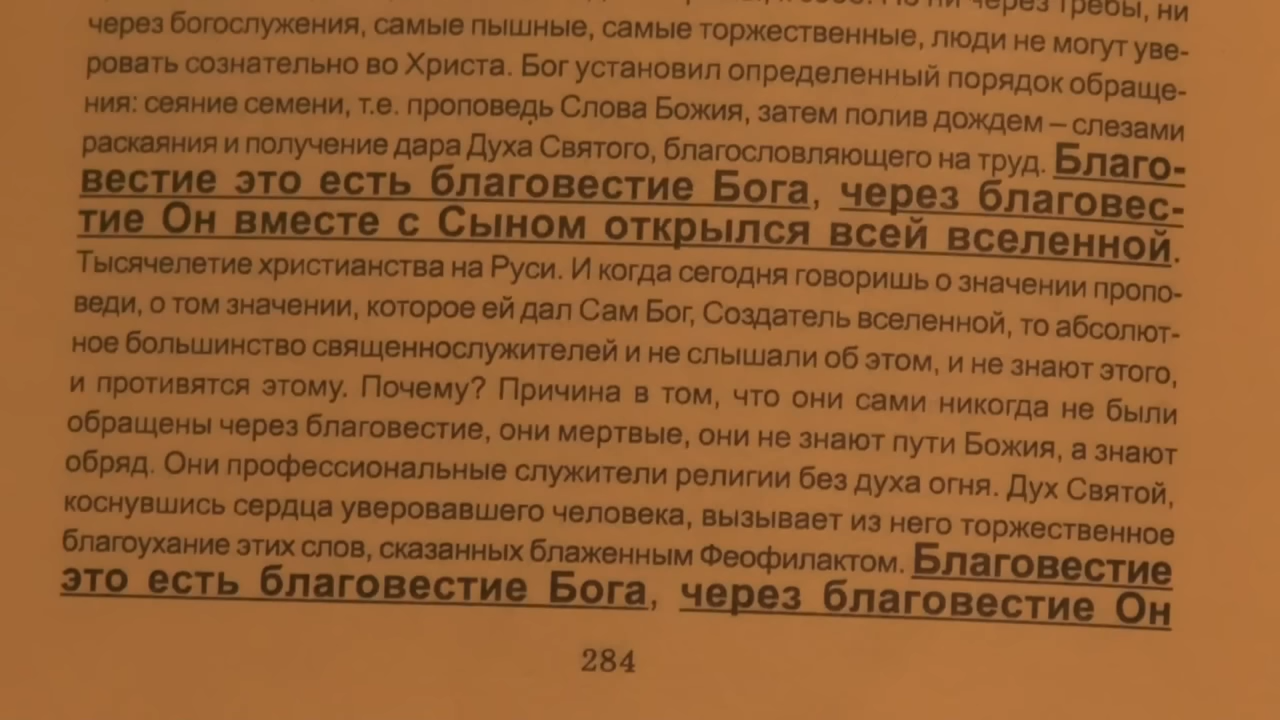 через требы, ни
через богослужения, самые пышные, самые торжественные, люди не могут уве-
ровать сознательно во Христа. Бог установил определенный порядок обраще-
ния: сеяние семени, т.е. проповедь Слова Божия, затем полив дождем – слезами
раскаяния и получение дара Духа Святого, благословляющего на труд. Благо-
вестие это есть благовестие Бога, через благовес-
тие Он вместе с Сыном открылся всей вселенной.
Тысячелетие христианства на Руси. И когда сегодня говоришь о значении пропо-
веди, о том значении, которое ей дал Сам Бог, Создатель вселенной, то абсолют-
ное большинство священнослужителей и не слышали об этом, и не знают этого,
и противятся этому. Почему? Причина в том, что они сами никогда не были
обращены через благовестие, они мертвые, они не знают пути Божия, а знают
обряд. Они профессиональные служители религии без духа огня. Дух Святой,
коснувшись сердца уверовавшего человека, вызывает из него торжественное
благоухание этих слов, сказанных блаженным Феофилактом. Благовестие
это есть благовестие Бога, через благовестие Он
284